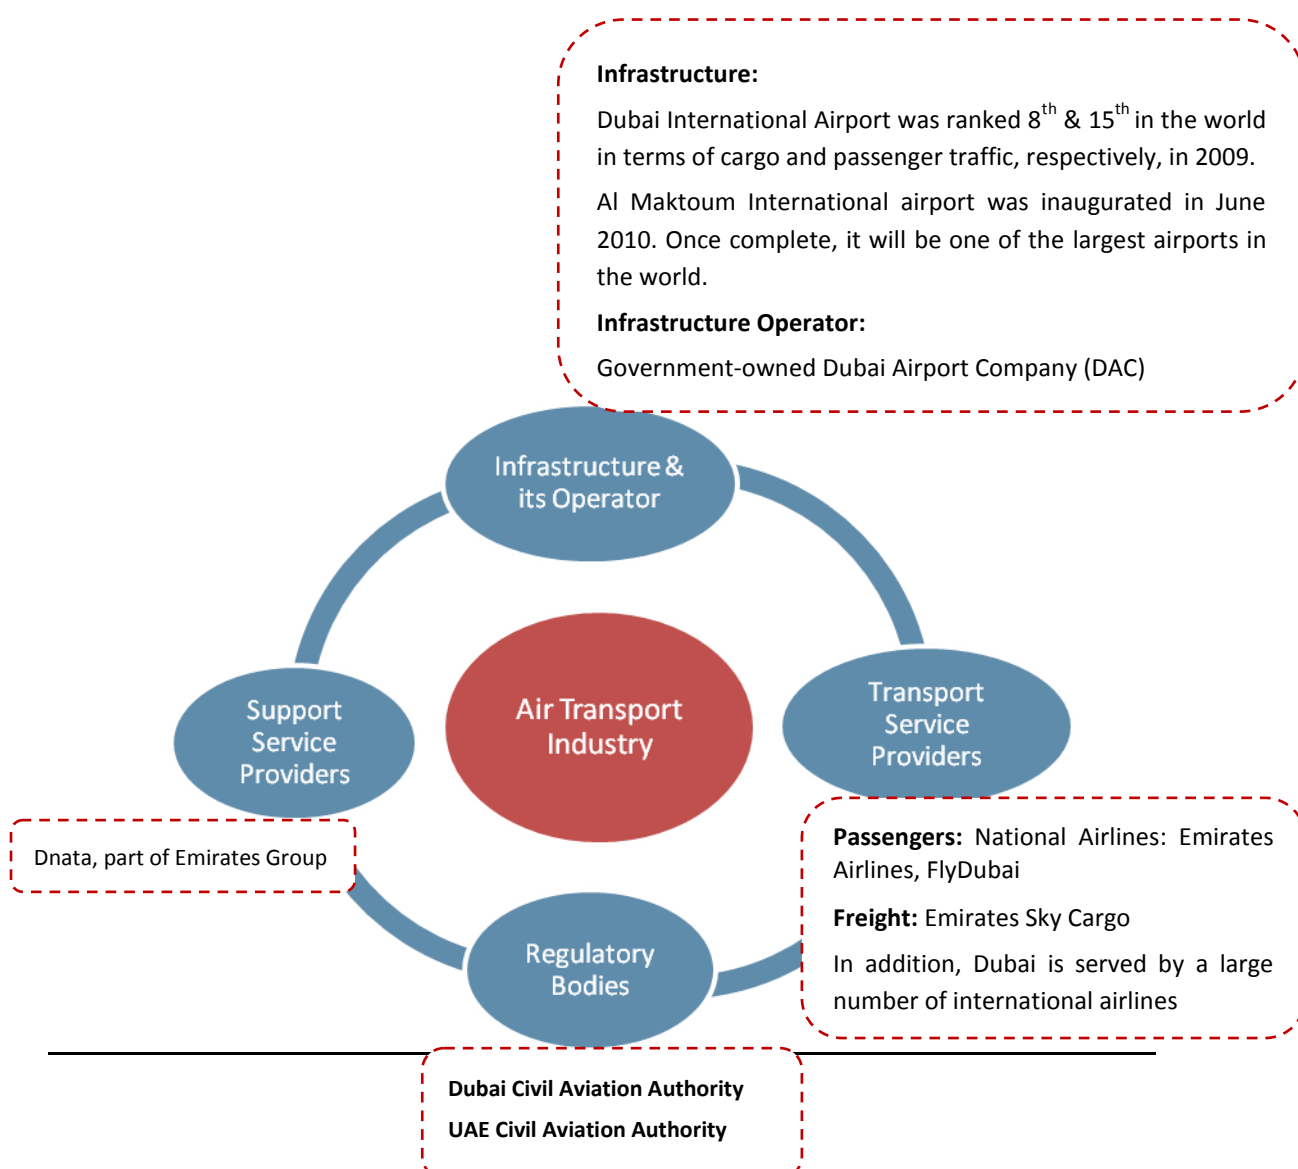 Infrastructure:
Dubai International Airport was ranked 8th & 15th in the world
in terms of cargo and passenger traffic, respectively, in 2009.
Al Maktoum International airport was inaugurated in June
2010. Once complete, it will be one of the largest airports in
the world.
Infrastructure Operator:
Government-owned Dubai Airport Company (DAC)
Infrastructure &
its Operator
Support
Service
Providers
Air Transport
Industry
Transport
Service
Providers
Dnata, part of Emirates Group
Passengers: National Airlines: Emirates
Airlines, FlyDubai
Freight: Emirates Sky Cargo
In addition, Dubai is served by a large
number of international airlines
Regulatory
Bodies
Dubai Civil Aviation Authority
UAE Civil Aviation Authority